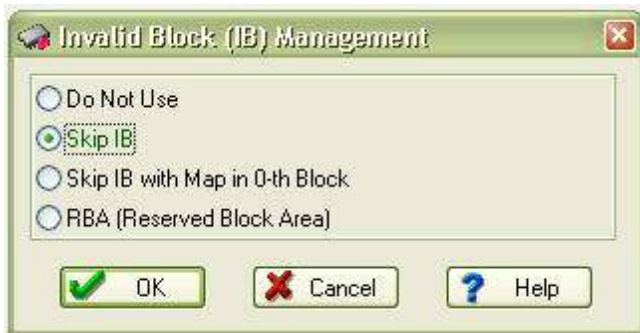 Invalid Block (IB) Management
Do Not Use
Skip IB
Skip IB with Map in 0-th Block
RBA (Reserved Block Area)
OK Cancel Help